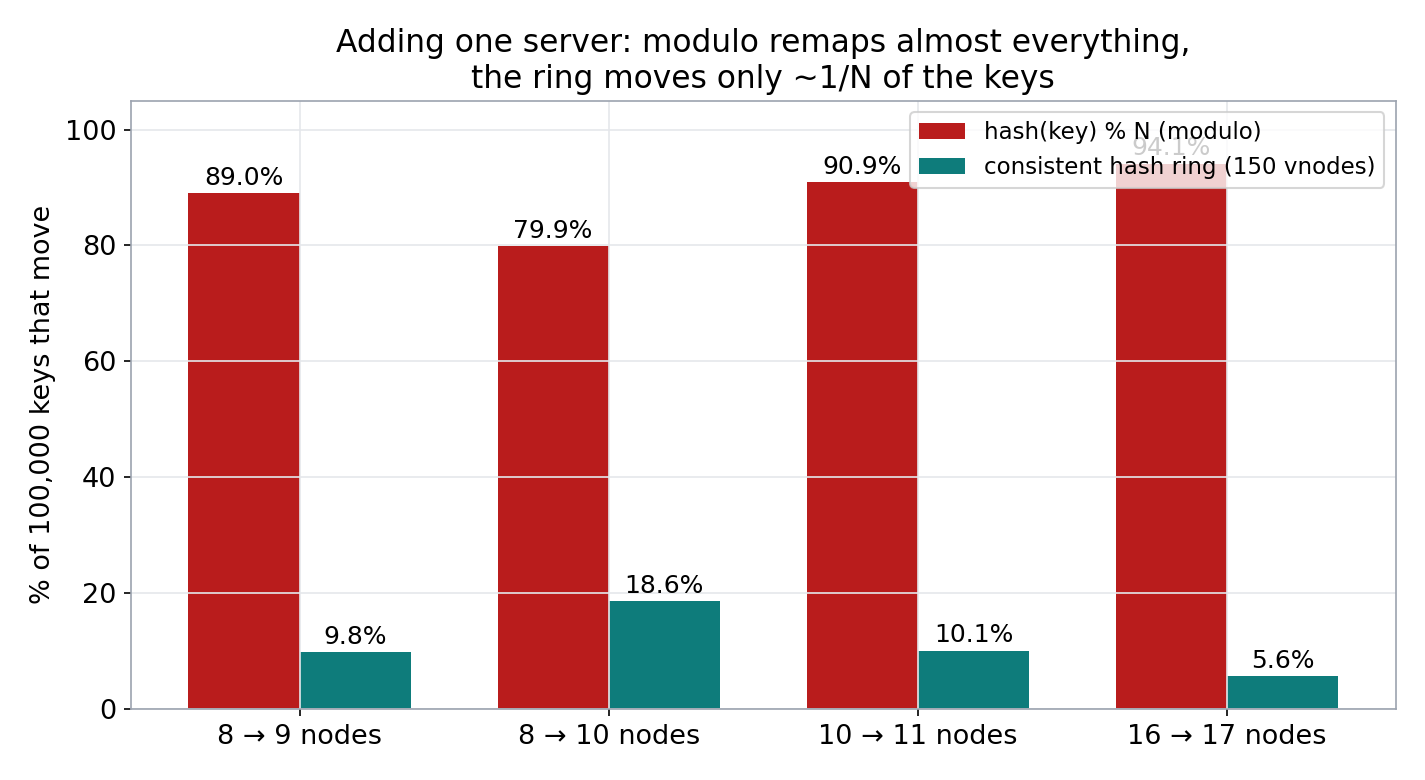 Adding one server: modulo remaps almost everything,
the ring moves only ~1/N of the keys
% of 100,000 keys that move
100
80
60
40
20
0
hash(key) % N (modulo)
consistent hash ring (150 vnodes)
89.0%
9.8%
79.9%
18.6%
90.9%
10.1%
94.1%
5.6%
8 → 9 nodes
8 → 10 nodes
10 → 11 nodes
16 → 17 nodes